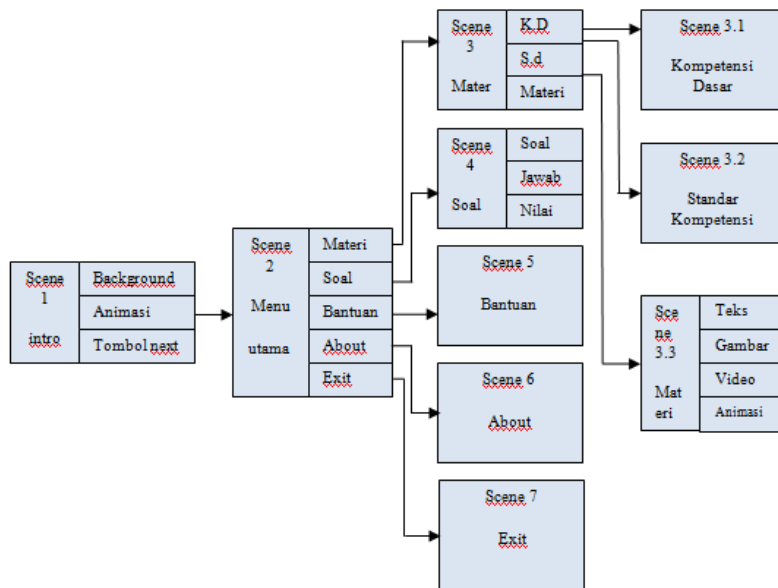 Scene
1
intro
Background
Animasi
Tombol next
Scene
2
Menu
utama
Materi
Soal
Bantuan
About
Exit
Scene
3
Mater
K.D
S.d
Materi
Scene
4
Soal
Soal
Jawab
Nilai
Scene 5
Bantuan
Scene 6
About
Scene 7
Exit
Scene 3.1
Kompetensi
Dasar
Scene 3.2
Standar
Kompetensi
Sce
ne
3.3
Mat
eri
Teks
Gambar
Video
Animasi